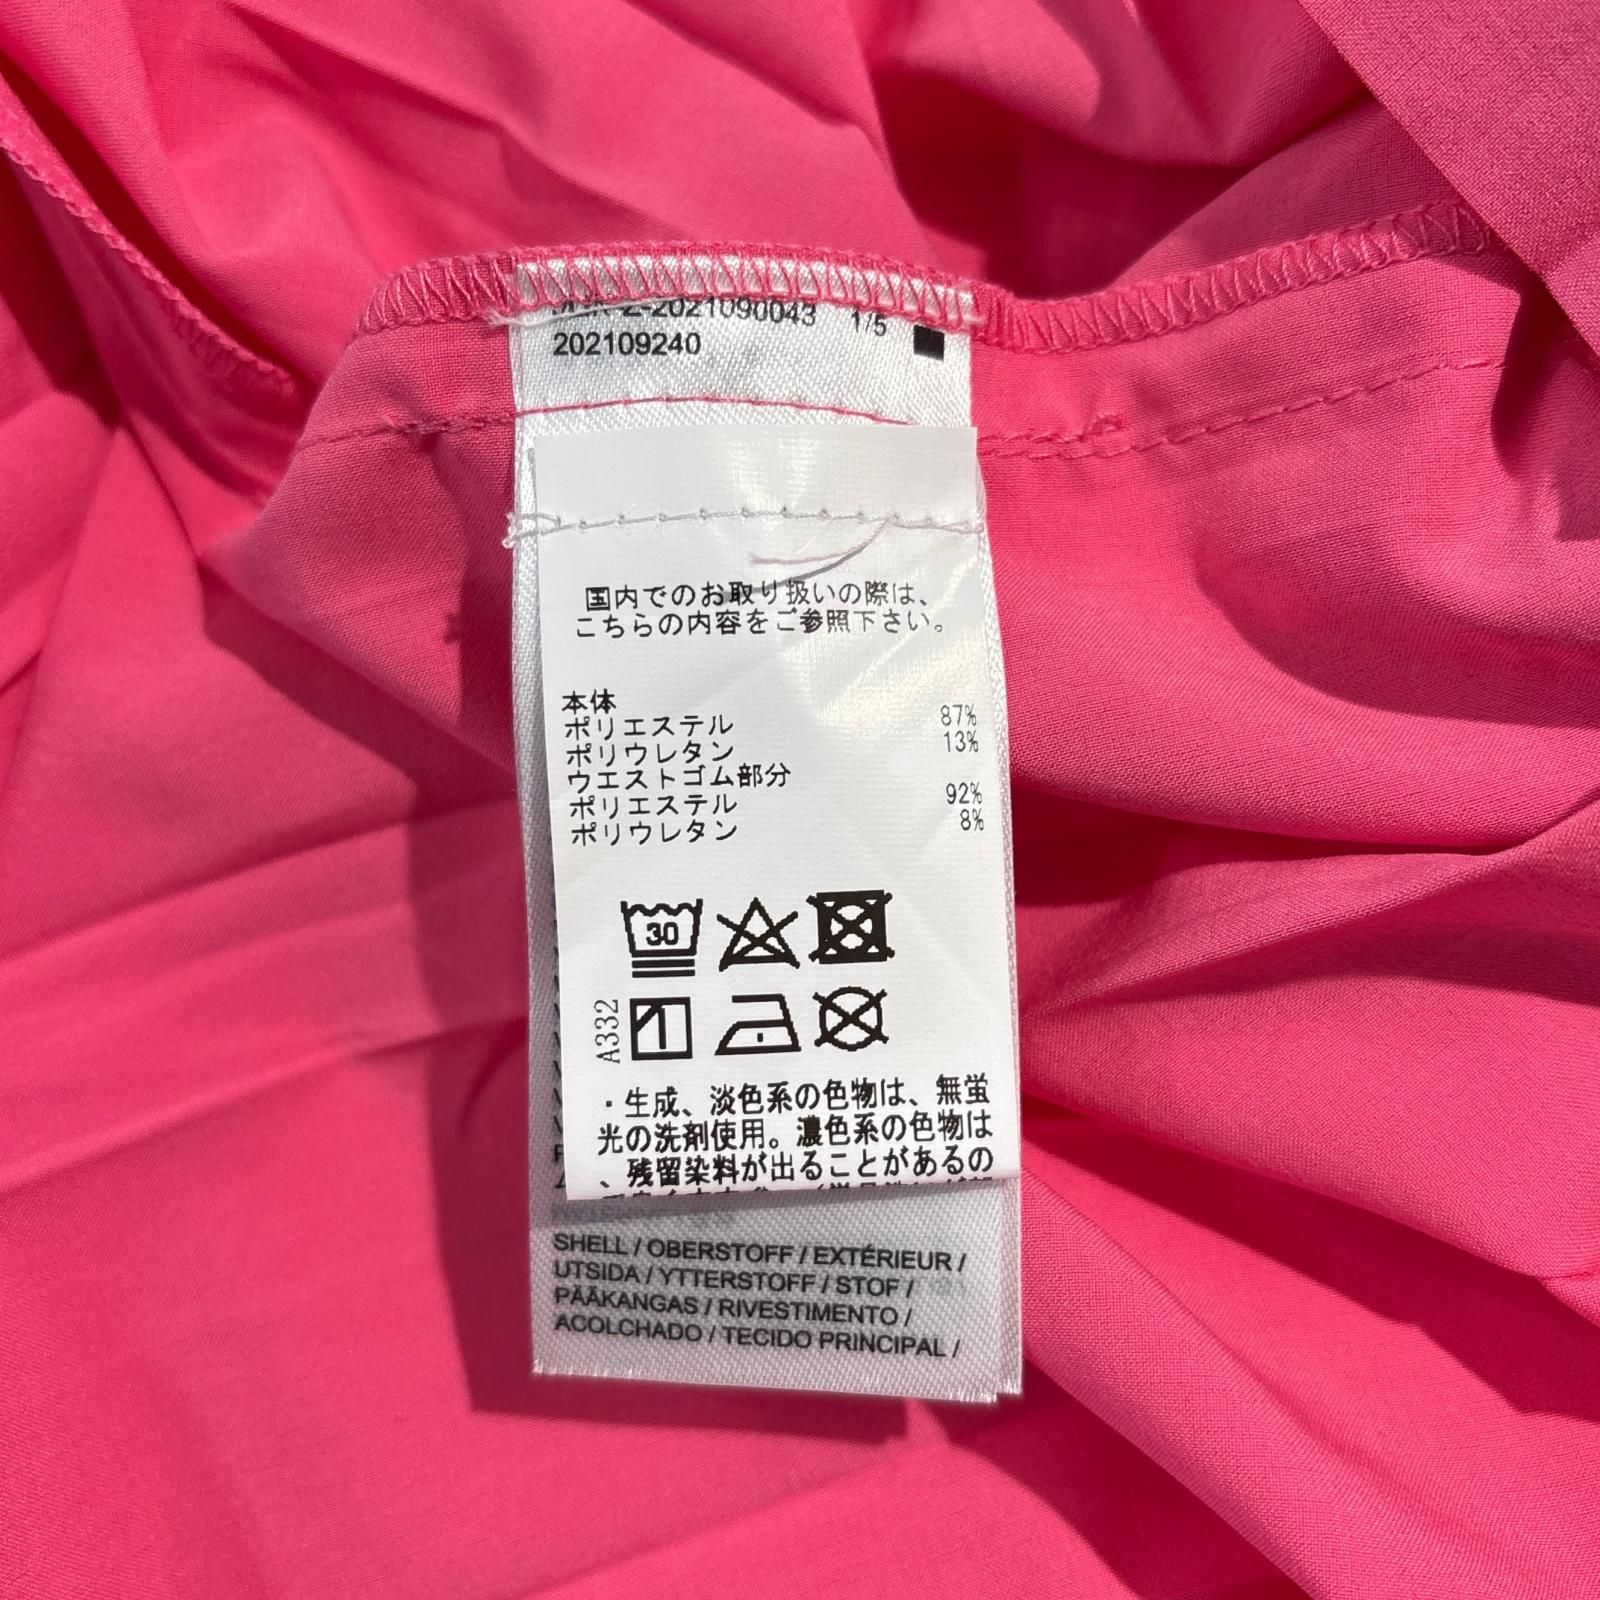 Z-2021090043 1/5
202109240
国内でのお取り扱いの際は、
こちらの内容をご参照下さい。
本体
ポリエステル 87%
ポリウレタン 13%
ウエストゴム部分
ポリエステル 92%
ポリウレタン 8%
30
A332
・生成、淡色系の色物は、無蛍
光の洗剤使用。濃色系の色物は
、残留染料が出ることがあるの
SHELL / OBERSTOFF / EXTÉRIEUR /
UTSIDA / YTTERSTOFF / STOF /
PÄÄKANGAS / RIVESTIMENTO /
ACOLCHADO / TECIDO PRINCIPAL /